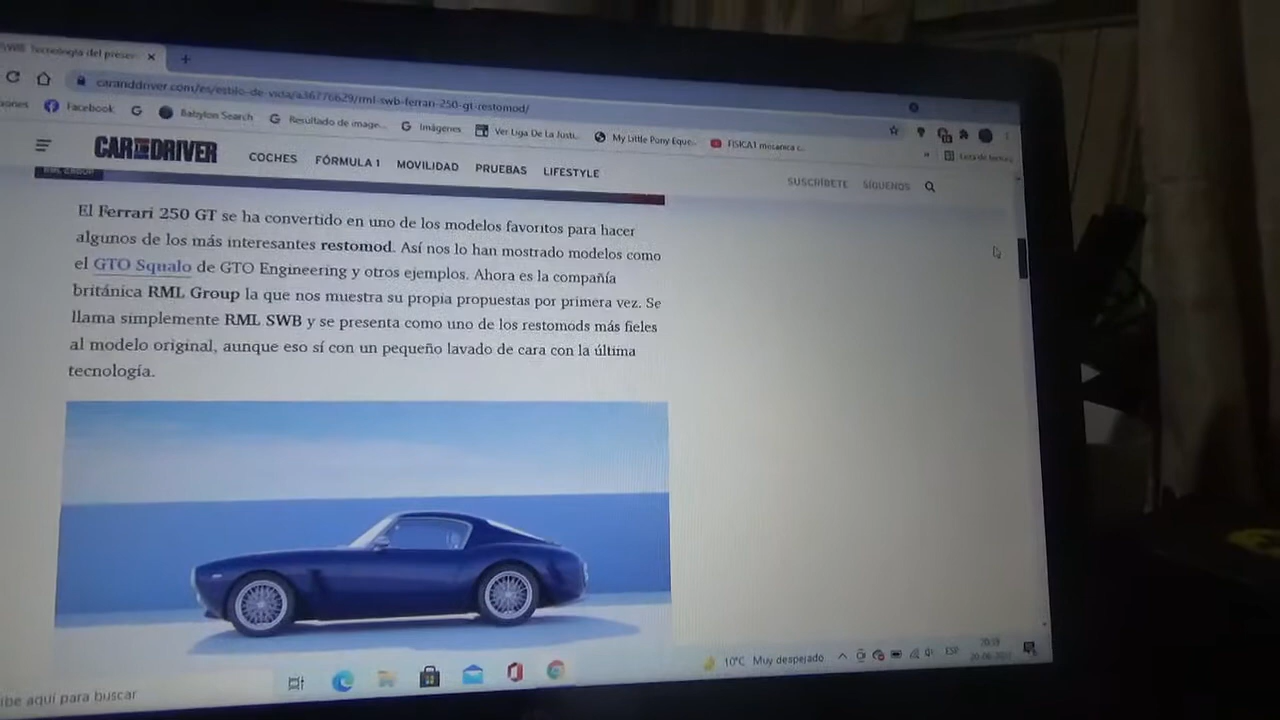 Tecnología del preser
caranddriver.com/es/estilo-de-vida/a36776629/rml-swb-ferrari-250-gt-restomod/
Facebook
Babylon Search
Resultado de image...
Imágenes
Ver Liga De La Justi...
My Little Pony Eque...
FISICA1 mecanica c...
Lista de lectura
CAR AND DRIVER
COCHES
FÓRMULA 1
MOVILIDAD
PRUEBAS
LIFESTYLE
SUSCRÍBETE
SÍGUENOS
RML GROUP
El Ferrari 250 GT se ha convertido en uno de los modelos favoritos para hacer
algunos de los más interesantes restomod. Así nos lo han mostrado modelos como
el GTO Squalo de GTO Engineering y otros ejemplos. Ahora es la compañía
británica RML Group la que nos muestra su propia propuestas por primera vez. Se
llama simplemente RML SWB y se presenta como uno de los restomods más fieles
al modelo original, aunque eso sí con un pequeño lavado de cara con la última
tecnología.
ibe aquí para buscar
10°C Muy despejado
ESP